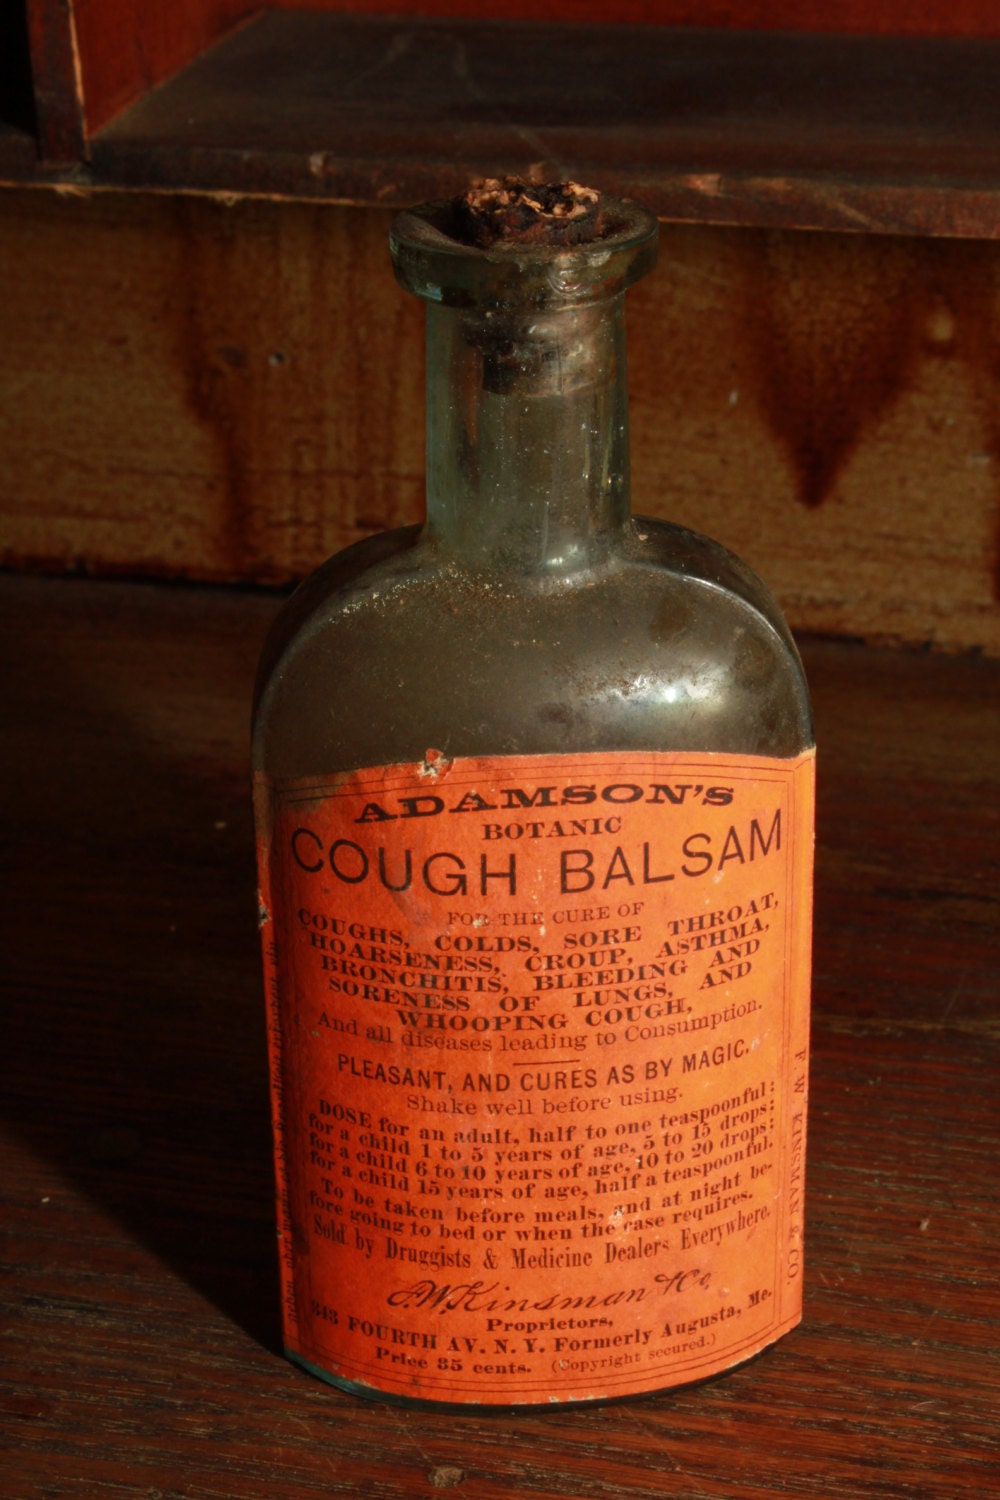 ADAMSON'S
BOTANIC
COUGH BALSAM
FOR THE CURE OF
COUGHS, COLDS, SORE THROAT,
HOARSENESS, CROUP, ASTHMA,
BRONCHITIS, BLEEDING AND
SORENESS OF LUNGS, AND
WHOOPING COUGH,
And all diseases leading to Consumption.
PLEASANT, AND CURES AS BY MAGIC.
Shake well before using.
DOSE for an adult, half to one teaspoonful:
for a child 1 to 5 years of age, 5 to 15 drops;
for a child 6 to 10 years of age, 10 to 20 drops;
for a child 15 years of age, half a teaspoonful.
To be taken before meals, and at night be-
fore going to bed or when the case requires.
Sold by Druggists & Medicine Dealers Everywhere.
F.W. Kinsman & Co.
Proprietors,
343 FOURTH AV. N. Y. Formerly Augusta, Me.
Price 35 cents. (Copyright secured.)
F. W. KINSMAN & CO.